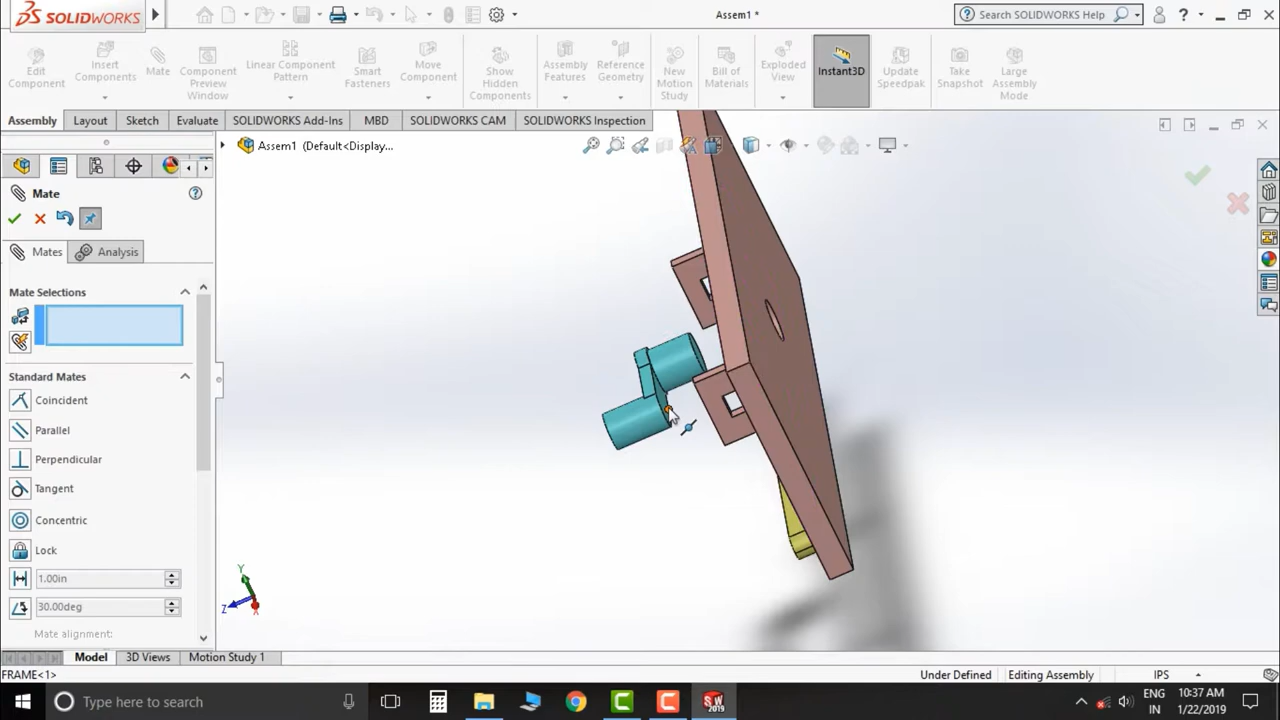 SOLIDWORKS
Assem1 *
Search SOLIDWORKS Help
Edit Component
Insert Components
Mate
Component Preview Window
Linear Component Pattern
Smart Fasteners
Move Component
Show Hidden Components
Assembly Features
Reference Geometry
New Motion Study
Bill of Materials
Exploded View
Instant3D
Update Speedpak
Take Snapshot
Large Assembly Mode
Assembly Layout Sketch Evaluate SOLIDWORKS Add-Ins MBD SOLIDWORKS CAM SOLIDWORKS Inspection
Assem1 (Default<Display...
Mate
Mates Analysis
Mate Selections
Standard Mates
Coincident
Parallel
Perpendicular
Tangent
Concentric
Lock
1.00in
30.00deg
Mate alignment:
Y
Z
X
Model 3D Views Motion Study 1
FRAME<1> Under Defined Editing Assembly IPS
Type here to search
SW
2019
ENG
IN
10:37 AM
1/22/2019